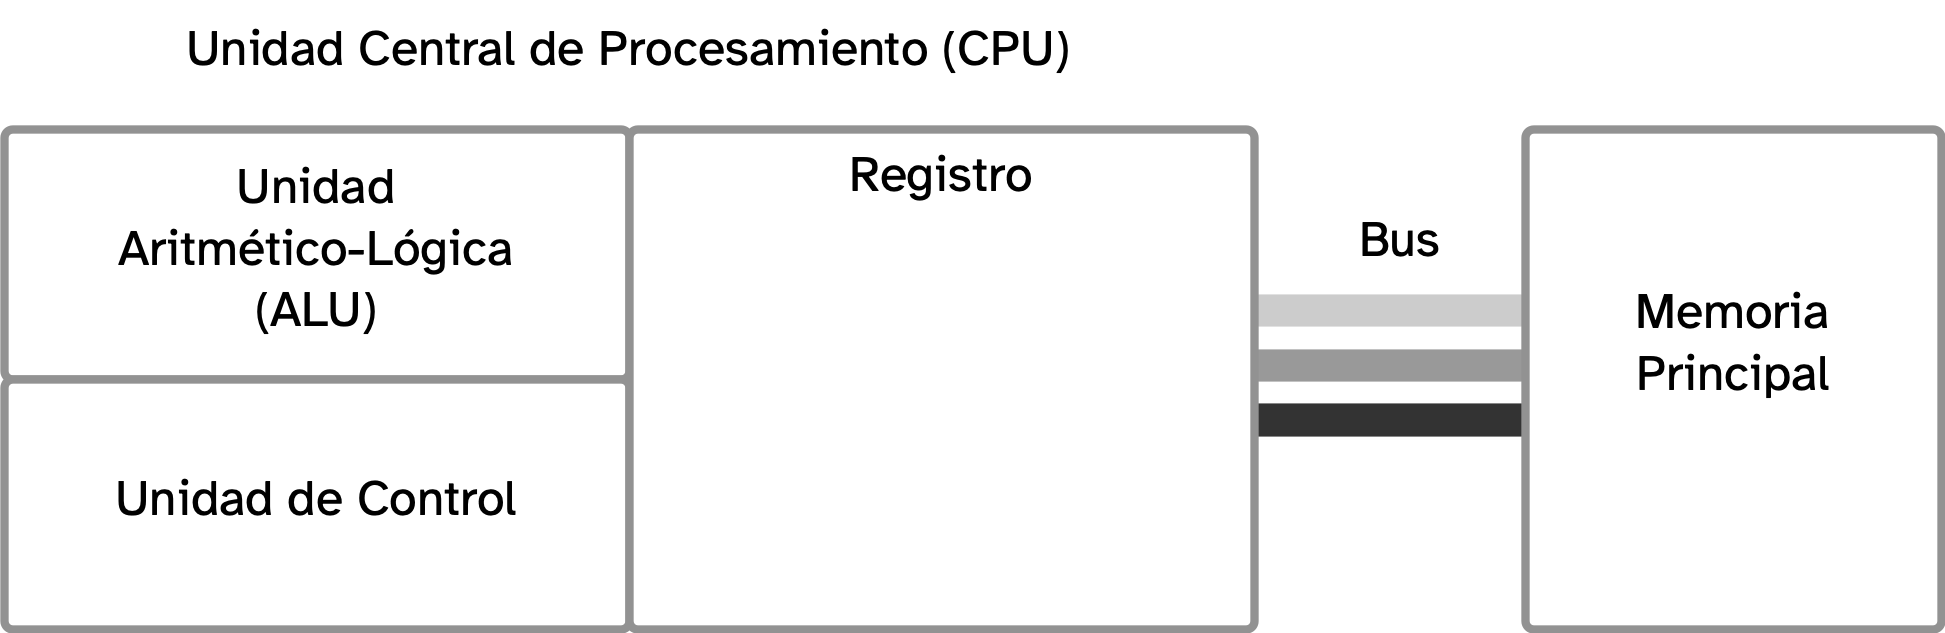 Unidad Central de Procesamiento (CPU)
Unidad
Aritmético-Lógica
(ALU)
Unidad de Control
Registro
Bus
Memoria
Principal